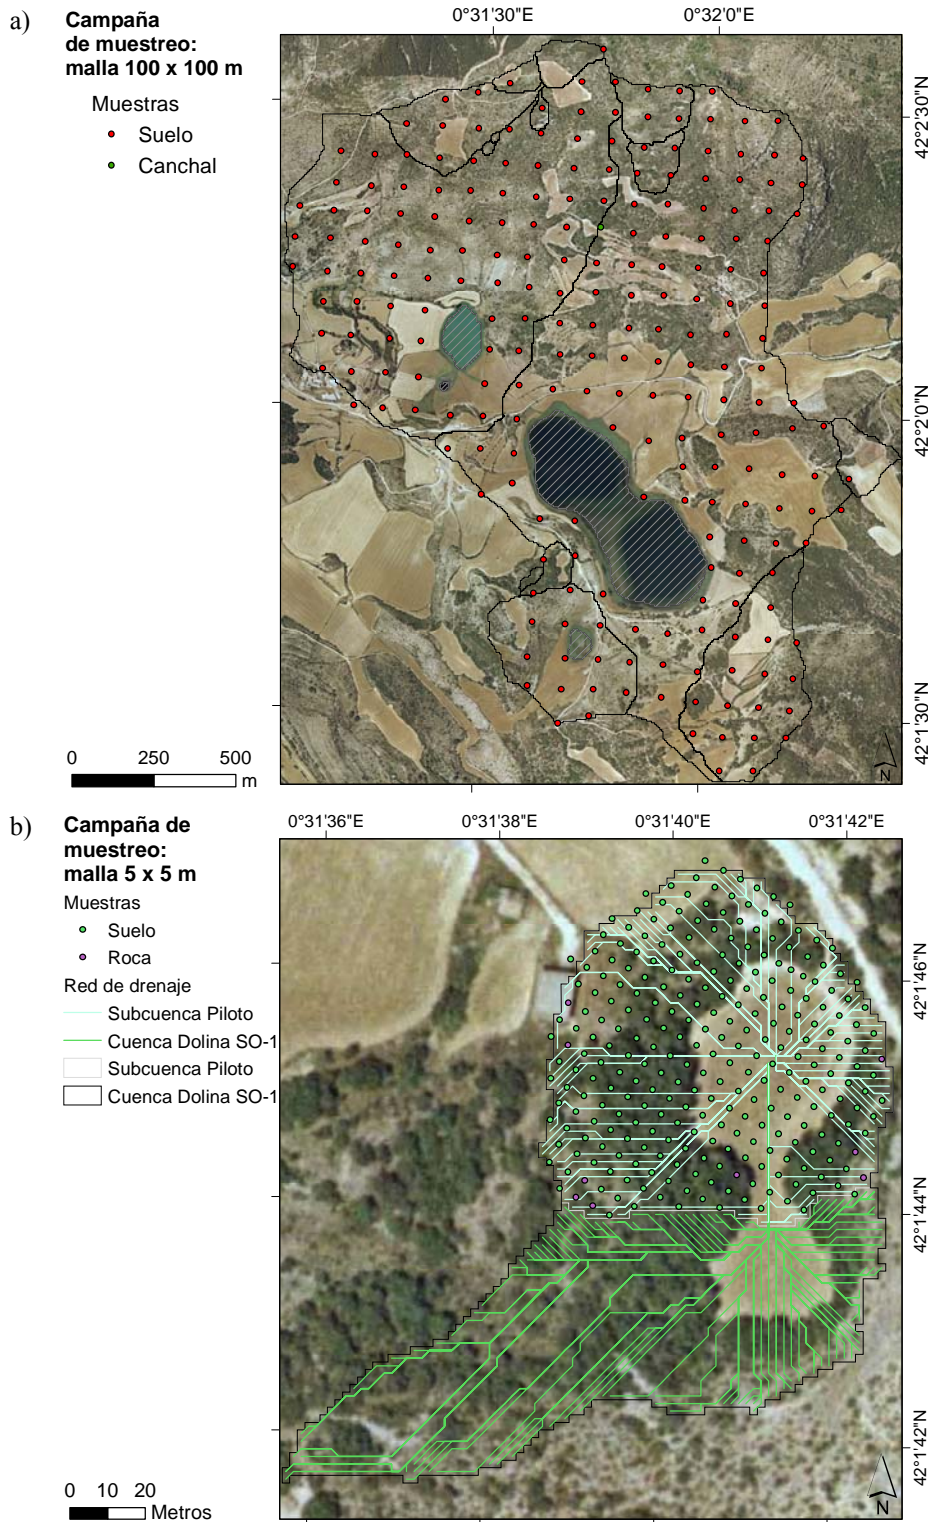 a)
Campaña
de muestreo:
malla 100 x 100 m
Muestras
Suelo
Canchal
0°31'30"E
0°32'0"E
42°2'30"N
42°2'0"N
42°1'30"N
0
250
500
m
N
b)
Campaña de
muestreo:
malla 5 x 5 m
Muestras
Suelo
Roca
Red de drenaje
Subcuenca Piloto
Cuenca Dolina SO-1
Subcuenca Piloto
Cuenca Dolina SO-1
0°31'36"E
0°31'38"E
0°31'40"E
0°31'42"E
42°1'46"N
42°1'44"N
42°1'42"N
0
10
20
Metros
N